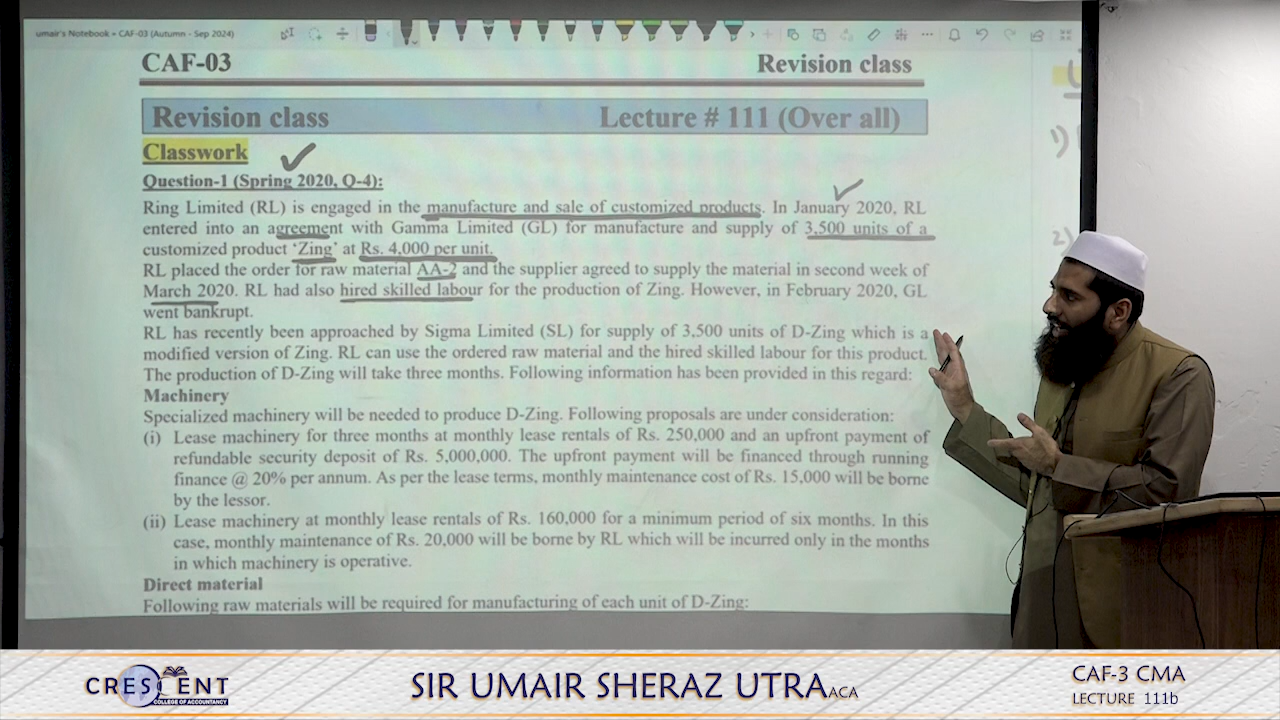 umair's Notebook » CAF-03 (Autumn - Sep 2024)
CAF-03 Revision class
Revision class Lecture # 111 (Over all)
Classwork
Question-1 (Spring 2020, Q-4):
Ring Limited (RL) is engaged in the manufacture and sale of customized products. In January 2020, RL
entered into an agreement with Gamma Limited (GL) for manufacture and supply of 3,500 units of a
customized product 'Zing' at Rs. 4,000 per unit.
RL placed the order for raw material AA-2 and the supplier agreed to supply the material in second week of
March 2020. RL had also hired skilled labour for the production of Zing. However, in February 2020, GL
went bankrupt.
RL has recently been approached by Sigma Limited (SL) for supply of 3,500 units of D-Zing which is a
modified version of Zing. RL can use the ordered raw material and the hired skilled labour for this product.
The production of D-Zing will take three months. Following information has been provided in this regard:
Machinery
Specialized machinery will be needed to produce D-Zing. Following proposals are under consideration:
(i) Lease machinery for three months at monthly lease rentals of Rs. 250,000 and an upfront payment of
refundable security deposit of Rs. 5,000,000. The upfront payment will be financed through running
finance @ 20% per annum. As per the lease terms, monthly maintenance cost of Rs. 15,000 will be borne
by the lessor.
(ii) Lease machinery at monthly lease rentals of Rs. 160,000 for a minimum period of six months. In this
case, monthly maintenance of Rs. 20,000 will be borne by RL which will be incurred only in the months
in which machinery is operative.
Direct material
Following raw materials will be required for manufacturing of each unit of D-Zing:
1)
2)
CRESCENT
COLLEGE OF ACCOUNTANCY
SIR UMAIR SHERAZ UTRA ACA
CAF-3 CMA
LECTURE 111b